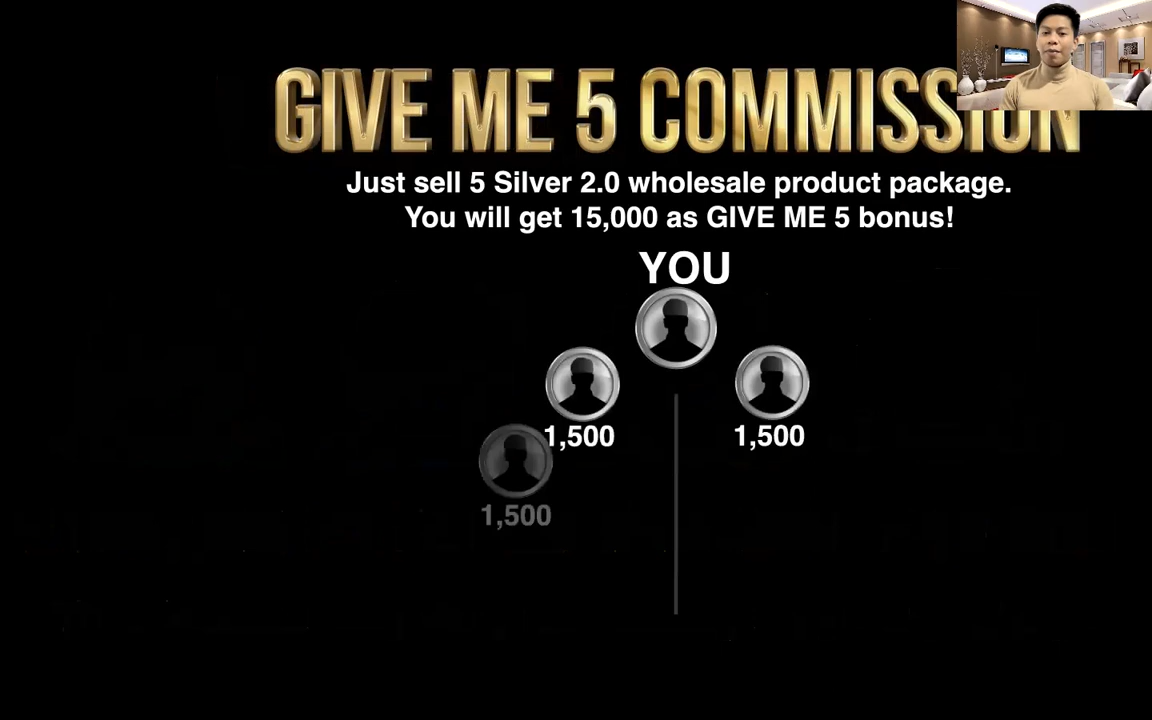 GIVE ME 5 COMMISSION
Just sell 5 Silver 2.0 wholesale product package.
You will get 15,000 as GIVE ME 5 bonus!
YOU
1,500
1,500
1,500